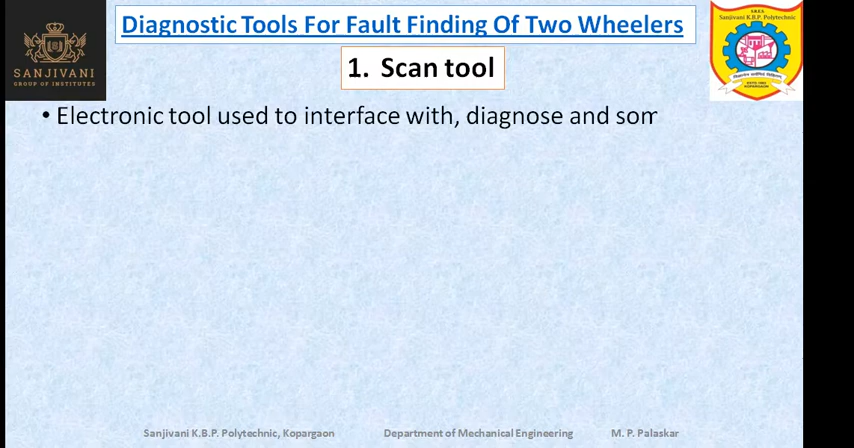 Diagnostic Tools For Fault Finding Of Two Wheelers
SANJIVANI
GROUP OF INSTITUTES
S.R.E.S.
Sanjivani K.B.P. Polytechnic
KOPARGAON
1. Scan tool
• Electronic tool used to interface with, diagnose and som
Sanjivani K.B.P. Polytechnic, Kopargaon Department of Mechanical Engineering M. P. Palaskar